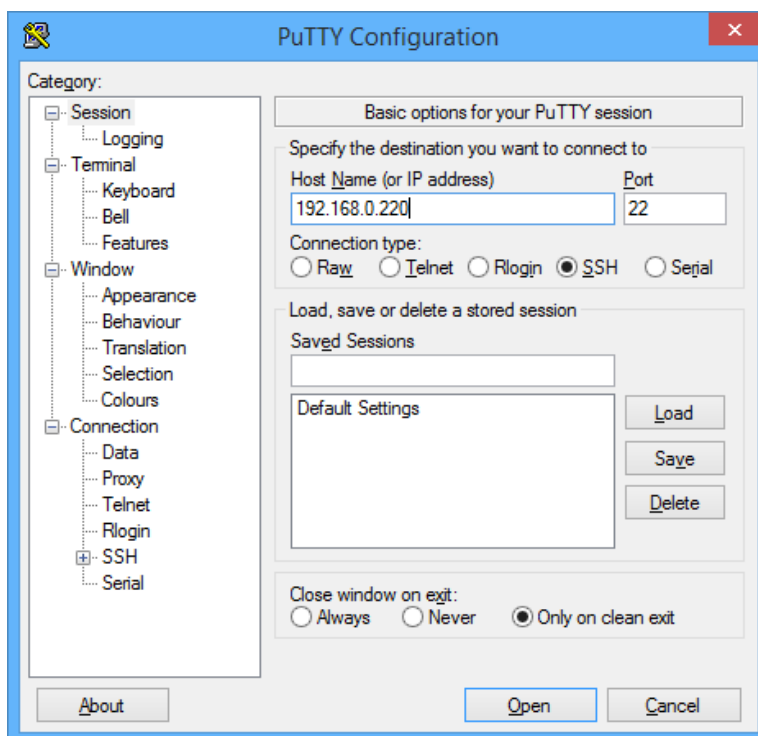 PuTTY Configuration
Category:
Session
Logging
Terminal
Keyboard
Bell
Features
Window
Appearance
Behaviour
Translation
Selection
Colours
Connection
Data
Proxy
Telnet
Rlogin
SSH
Serial
Basic options for your PuTTY session
Specify the destination you want to connect to
Host Name (or IP address) Port
192.168.0.220 22
Connection type:
Raw Telnet Rlogin SSH Serial
Load, save or delete a stored session
Saved Sessions
Default Settings
Load
Save
Delete
Close window on exit:
Always Never Only on clean exit
About Open Cancel